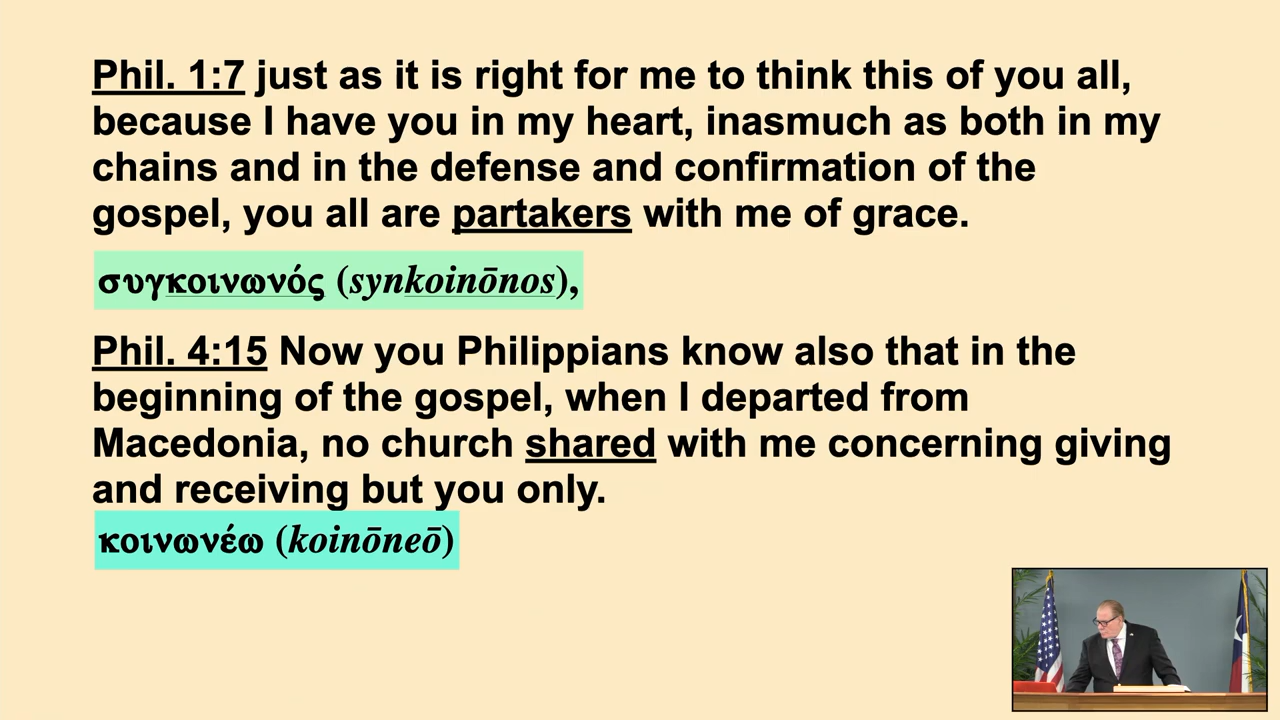 Phil. 1:7 just as it is right for me to think this of you all,
because I have you in my heart, inasmuch as both in my
chains and in the defense and confirmation of the
gospel, you all are partakers with me of grace.
συγκοινωνός (synkoinōnos),
Phil. 4:15 Now you Philippians know also that in the
beginning of the gospel, when I departed from
Macedonia, no church shared with me concerning giving
and receiving but you only.
κοινωνέω (koinōneō)